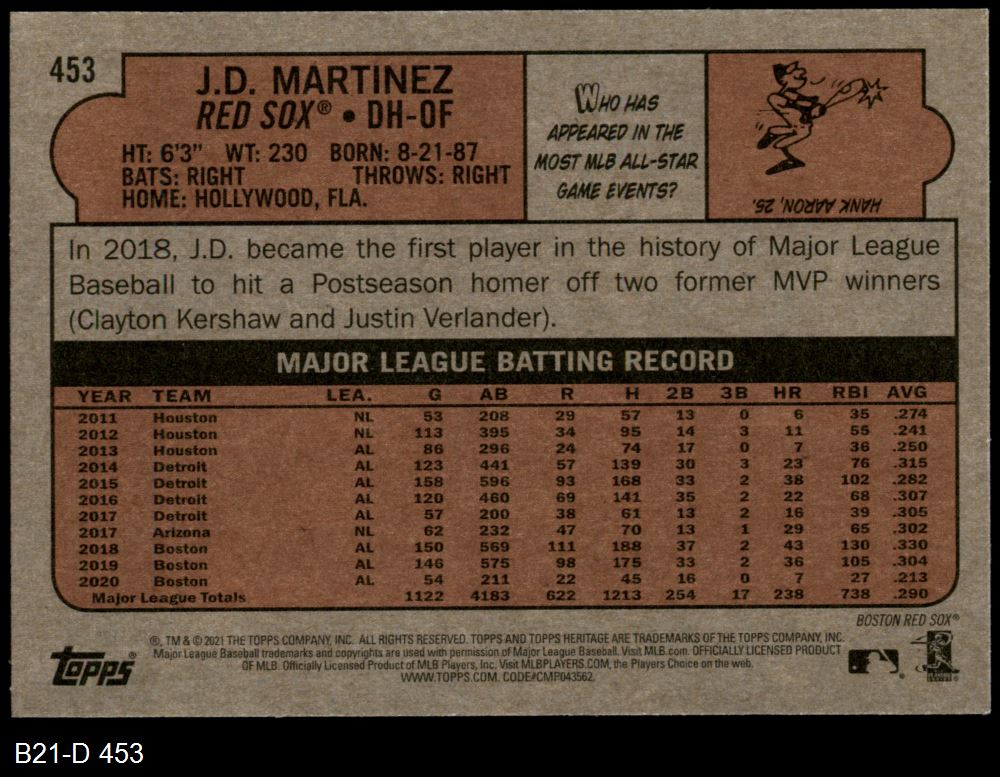 453
J.D. MARTINEZ
RED SOX® • DH-OF
HT: 6'3" WT: 230 BORN: 8-21-87
BATS: RIGHT THROWS: RIGHT
HOME: HOLLYWOOD, FLA.
WHO HAS
APPEARED IN THE
MOST MLB ALL-STAR
GAME EVENTS?
HANK AARON, 25.
In 2018, J.D. became the first player in the history of Major League
Baseball to hit a Postseason homer off two former MVP winners
(Clayton Kershaw and Justin Verlander).
MAJOR LEAGUE BATTING RECORD
YEAR TEAM LEA. G AB R H 2B 3B HR RBI AVG
2011 Houston NL 53 208 29 57 13 0 6 35 .274
2012 Houston NL 113 395 34 95 14 3 11 55 .241
2013 Houston AL 86 296 24 74 17 0 7 36 .250
2014 Detroit AL 123 441 57 139 30 3 23 76 .315
2015 Detroit AL 158 596 93 168 33 2 38 102 .282
2016 Detroit AL 120 460 69 141 35 2 22 68 .307
2017 Detroit AL 57 200 38 61 13 2 16 39 .305
2017 Arizona NL 62 232 47 70 13 1 29 65 .302
2018 Boston AL 150 569 111 188 37 2 43 130 .330
2019 Boston AL 146 575 98 175 33 2 36 105 .304
2020 Boston AL 54 211 22 45 16 0 7 27 .213
Major League Totals 1122 4183 622 1213 254 17 238 738 .290
BOSTON RED SOX®
®, TM & © 2021 THE TOPPS COMPANY, INC. ALL RIGHTS RESERVED. TOPPS AND TOPPS HERITAGE ARE TRADEMARKS OF THE TOPPS COMPANY, INC.
Major League Baseball trademarks and copyrights are used with permission of Major League Baseball. Visit MLB.com. OFFICIALLY LICENSED PRODUCT
OF MLB. Officially Licensed Product of MLB Players, Inc. Visit MLBPLAYERS.COM, the Players Choice on the web.
WWW.TOPPS.COM. CODE#CMP043562.
Topps®
B21-D 453